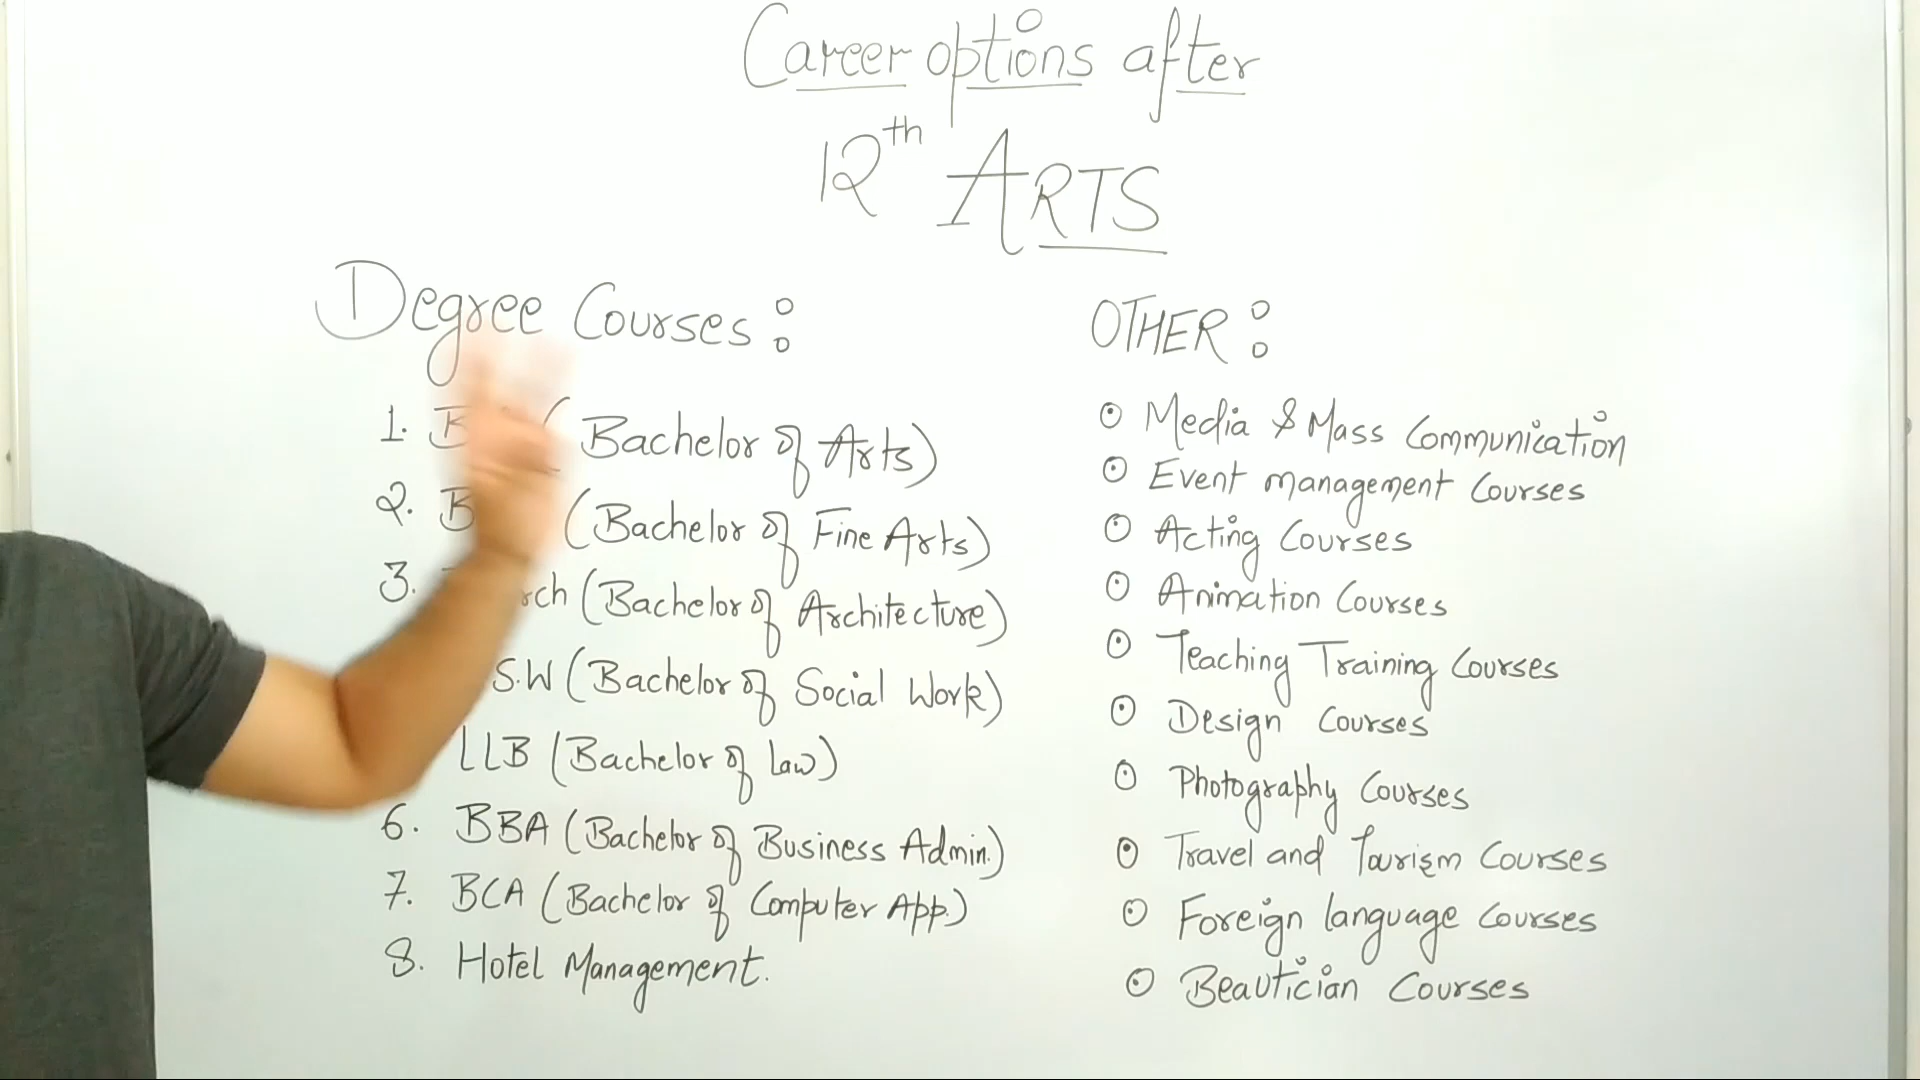 Career options after
12th ARTS
Degree Courses:
1. (Bachelor of Arts)
2. (Bachelor of Fine Arts)
3. (Bachelor of Architecture)
S.W (Bachelor of Social Work)
LLB (Bachelor of Law)
6. BBA (Bachelor of Business Admin.)
7. BCA (Bachelor of Computer App.)
8. Hotel Management.
OTHER:
Media & Mass Communication
Event management Courses
Acting Courses
Animation Courses
Teaching Training Courses
Design Courses
Photography Courses
Travel and Tourism Courses
Foreign language Courses
Beautician Courses